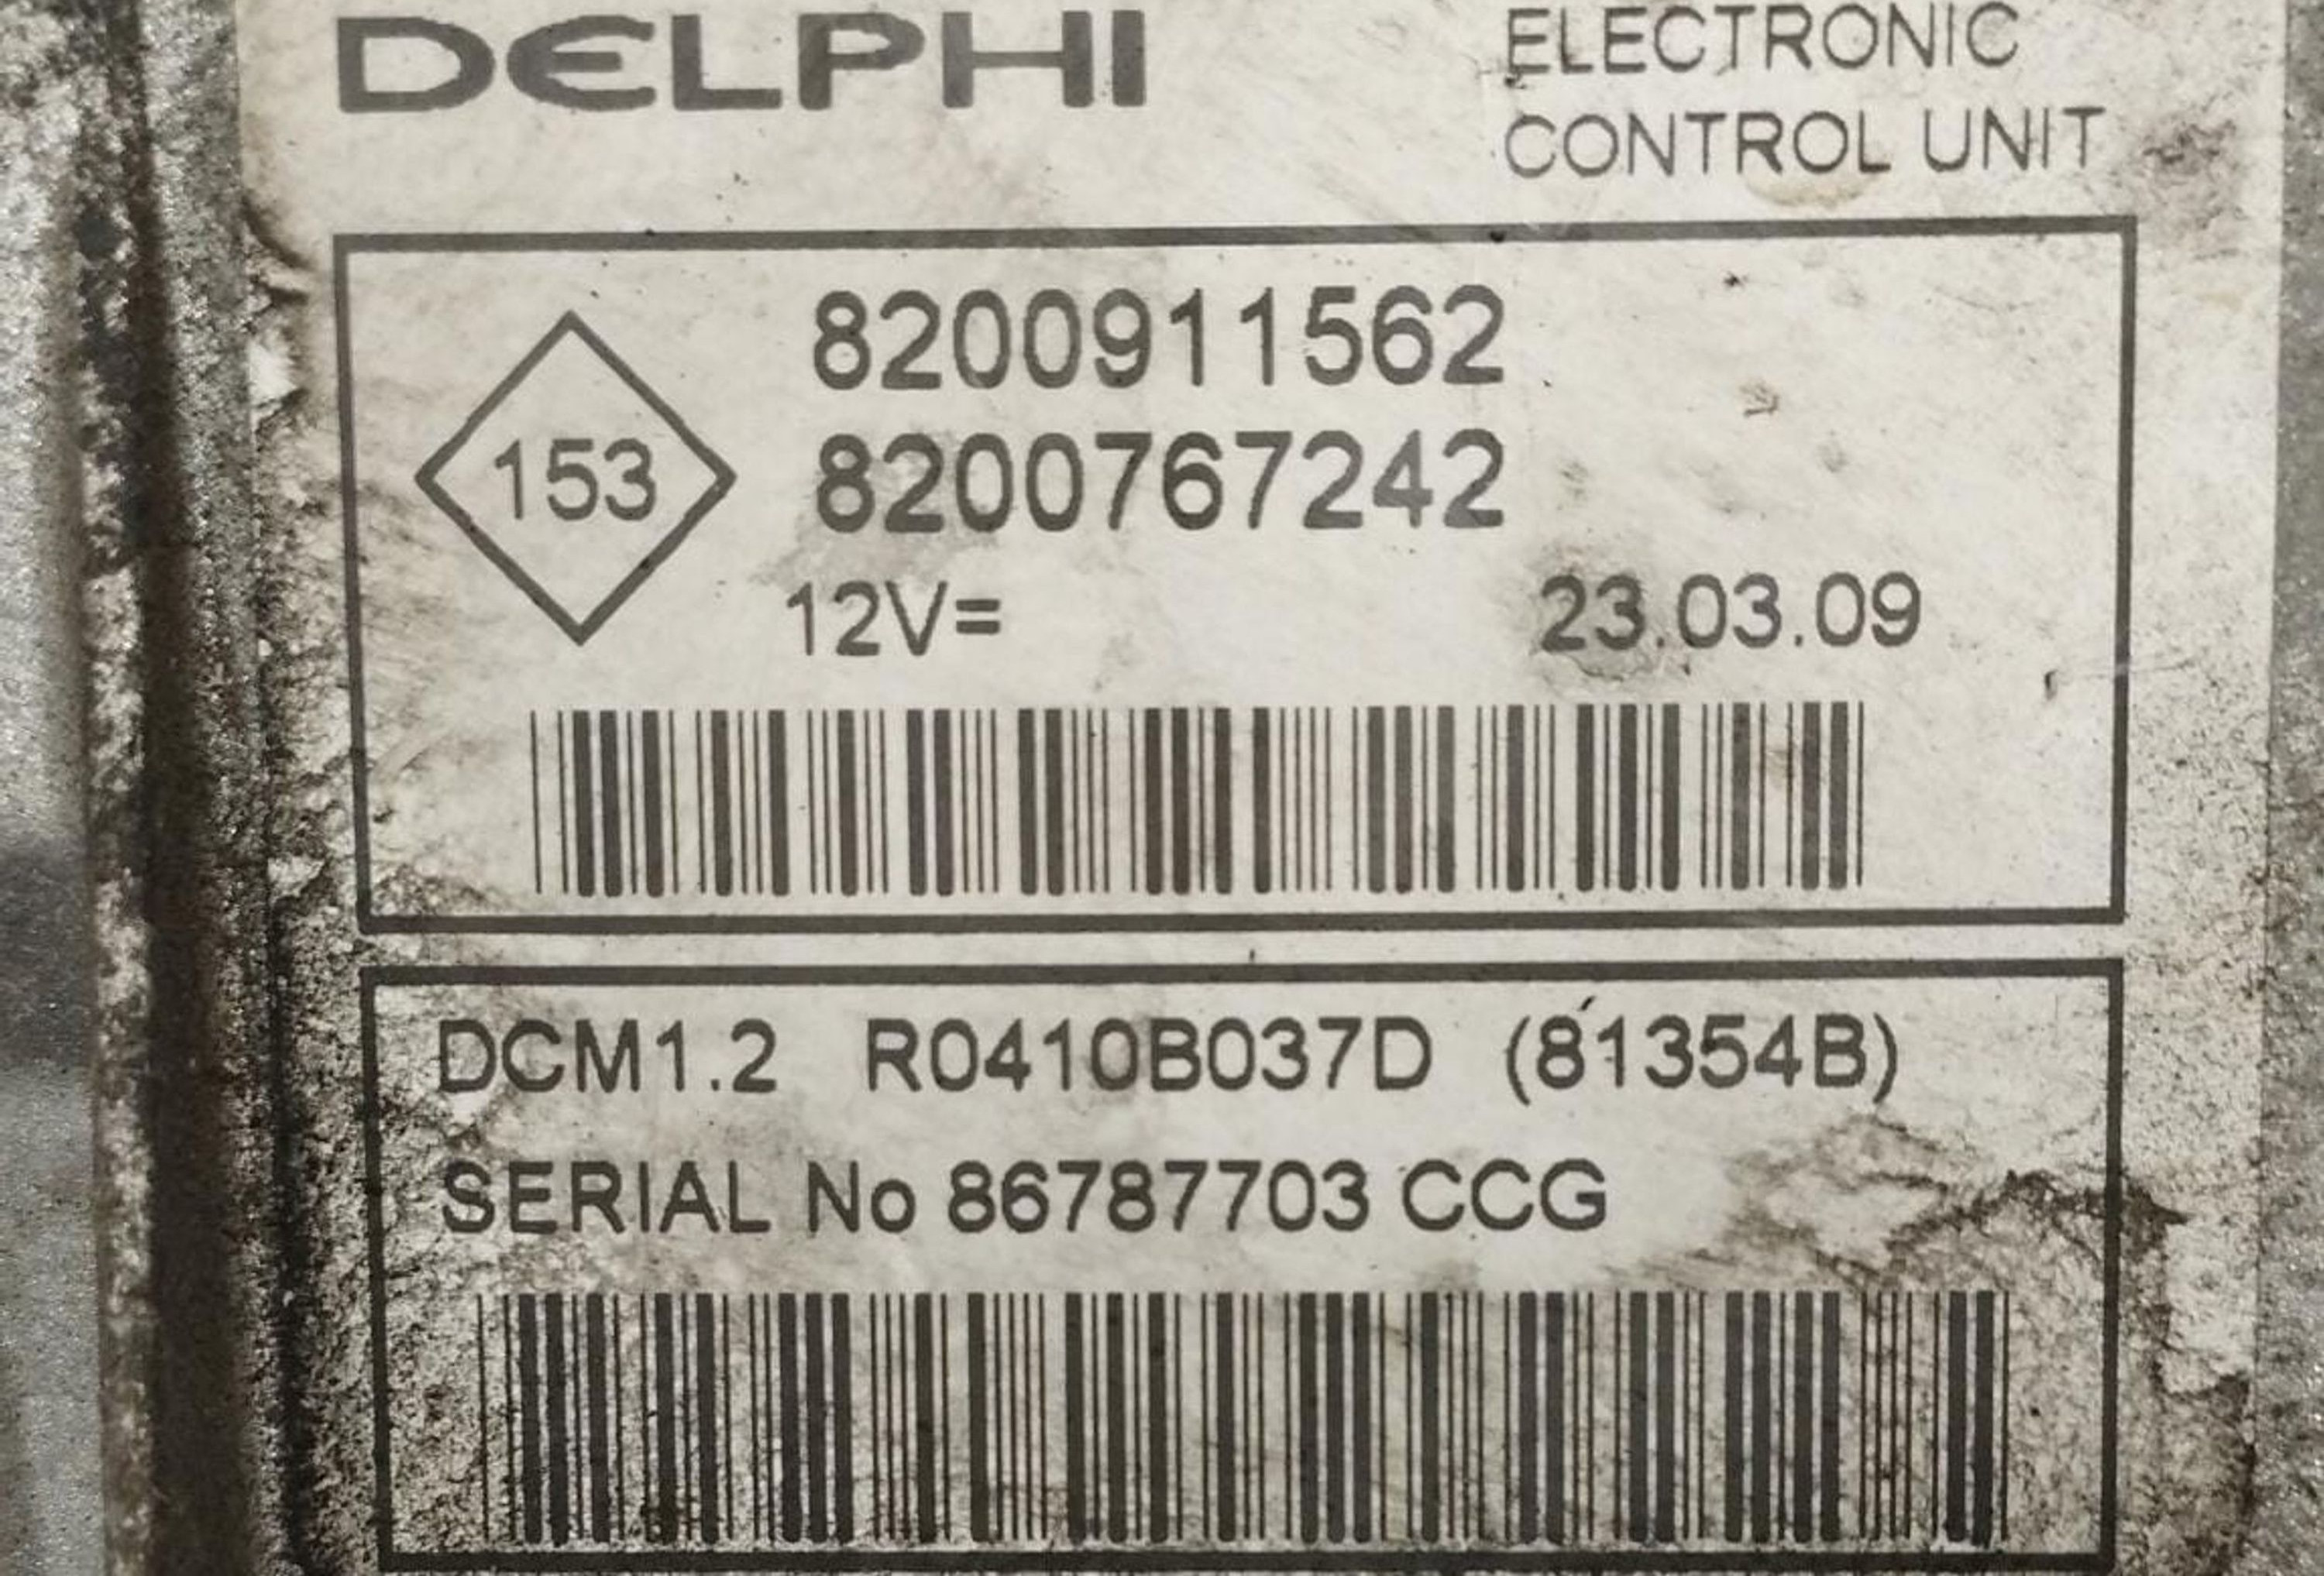 DELPHI
ELECTRONIC
CONTROL UNIT
8200911562
153
8200767242
12V= 23.03.09
DCM1.2 R0410B037D (81354B)
SERIAL No 86787703 CCG